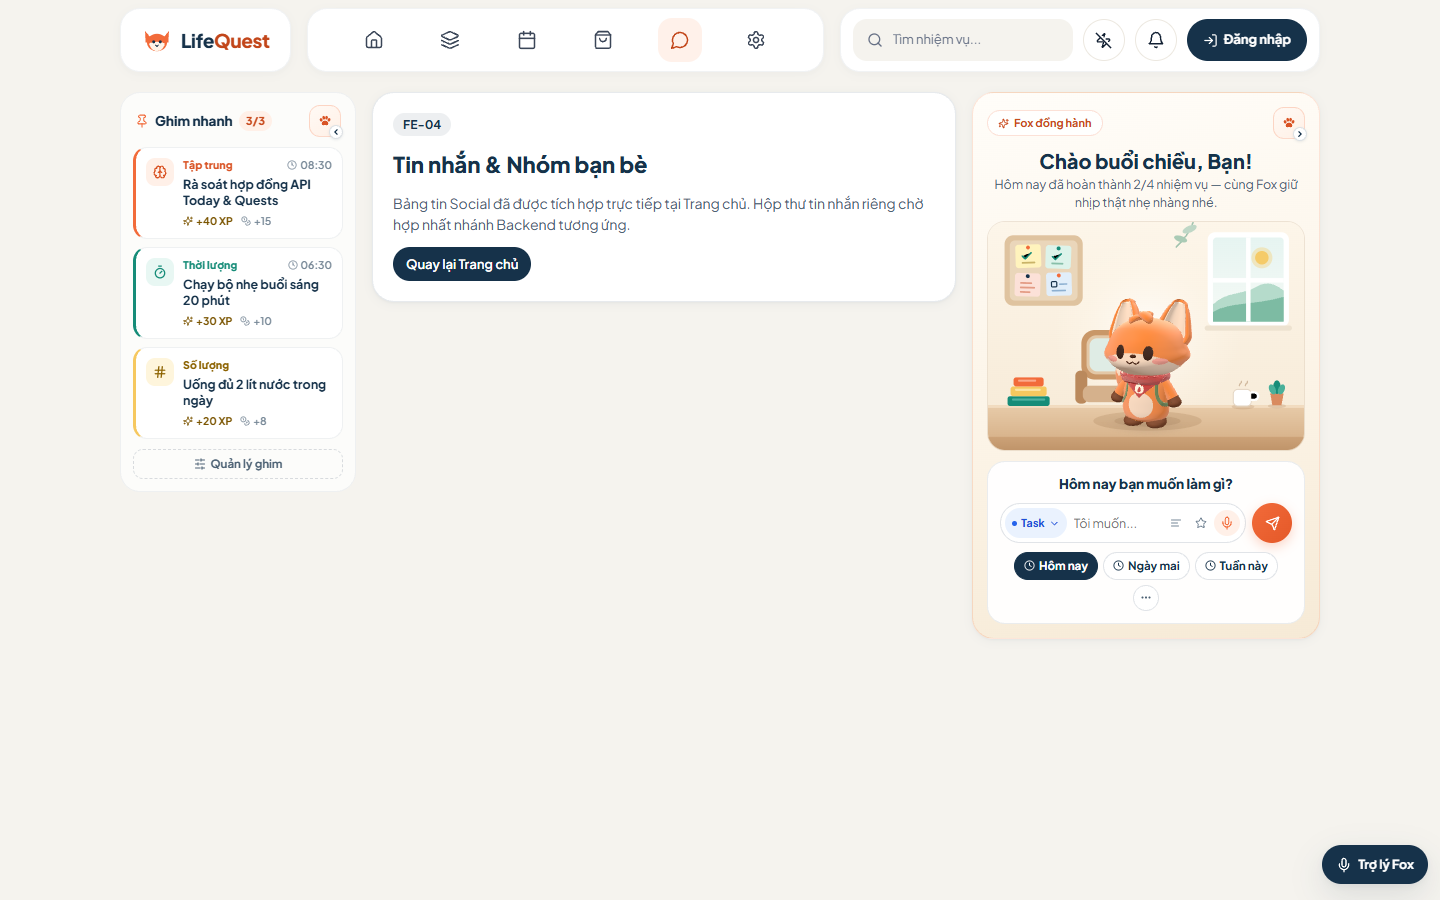 LifeQuest
Tìm nhiệm vụ...
Đăng nhập
Ghim nhanh 3/3
Tập trung 08:30
Rà soát hợp đồng API
Today & Quests
+40 XP +15
Thời lượng 06:30
Chạy bộ nhẹ buổi sáng
20 phút
+30 XP +10
Số lượng
Uống đủ 2 lít nước trong
ngày
+20 XP +8
Quản lý ghim
FE-04
Tin nhắn & Nhóm bạn bè
Bảng tin Social đã được tích hợp trực tiếp tại Trang chủ. Hộp thư tin nhắn riêng chờ
hợp nhất nhánh Backend tương ứng.
Quay lại Trang chủ
Fox đồng hành
Chào buổi chiều, Bạn!
Hôm nay đã hoàn thành 2/4 nhiệm vụ — cùng Fox giữ
nhịp thật nhẹ nhàng nhé.
Hôm nay bạn muốn làm gì?
Task Tôi muốn...
Hôm nay Ngày mai Tuần này
Trợ lý Fox